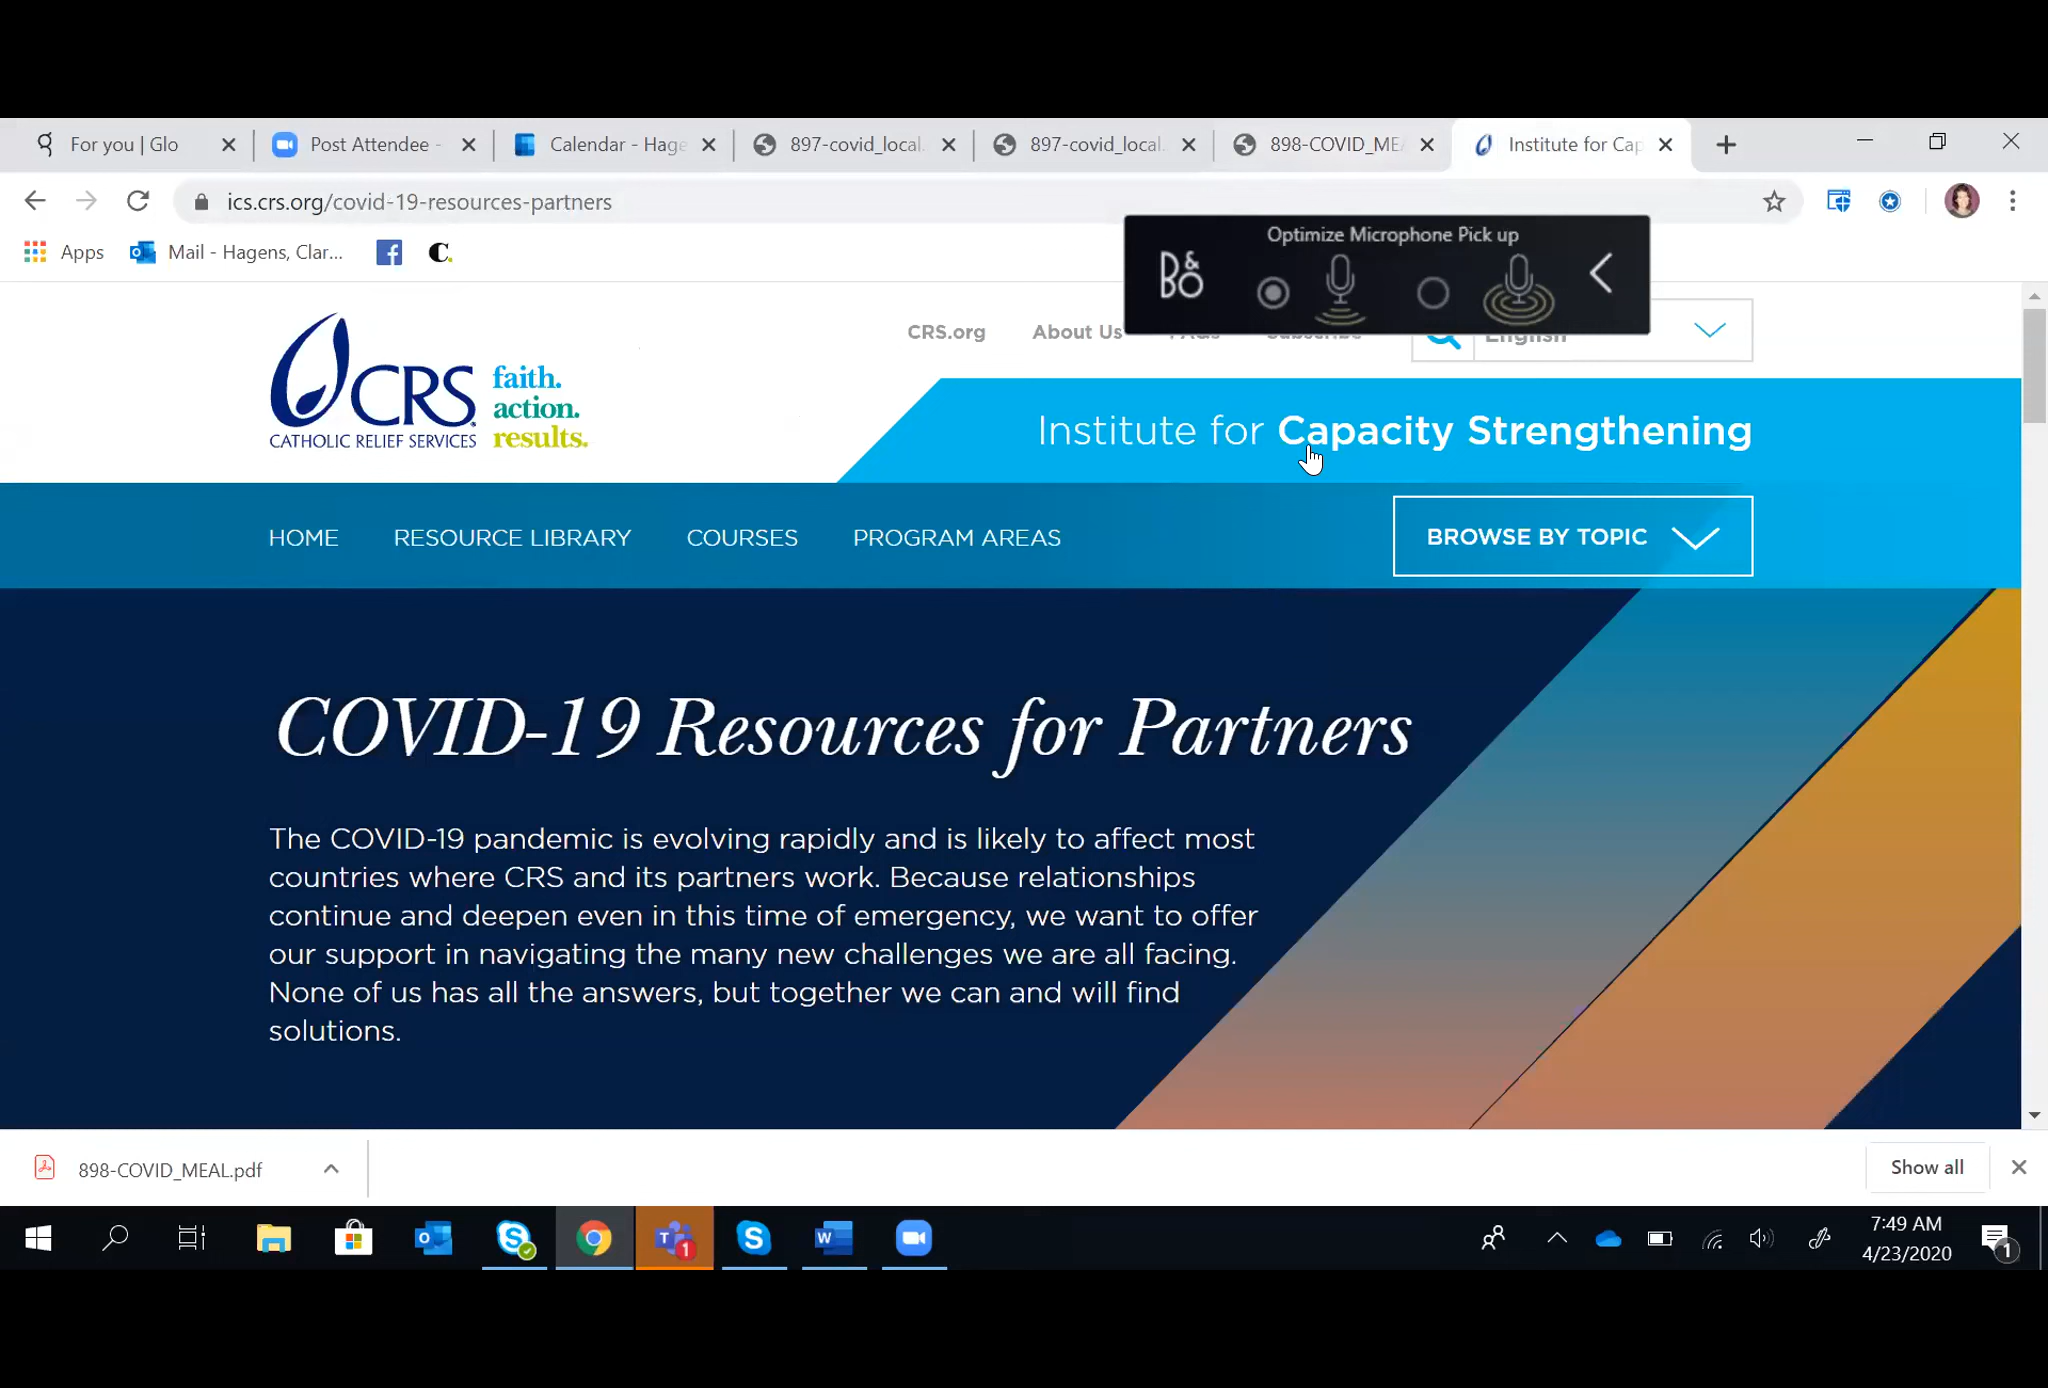 For you | Glo
Post Attendee -
Calendar - Hage
897-covid_local.
897-covid_local.
898-COVID_ME
Institute for Cap
ics.crs.org/covid-19-resources-partners
Optimize Microphone Pick up
B&O
Apps
Mail - Hagens, Clar...
C.
CRS.org
About Us
FAQs
Subscribe
English
CRS
CATHOLIC RELIEF SERVICES
faith.
action.
results.
Institute for Capacity Strengthening
HOME
RESOURCE LIBRARY
COURSES
PROGRAM AREAS
BROWSE BY TOPIC
COVID-19 Resources for Partners
The COVID-19 pandemic is evolving rapidly and is likely to affect most
countries where CRS and its partners work. Because relationships
continue and deepen even in this time of emergency, we want to offer
our support in navigating the many new challenges we are all facing.
None of us has all the answers, but together we can and will find
solutions.
898-COVID_MEAL.pdf
Show all
7:49 AM
4/23/2020
1
1